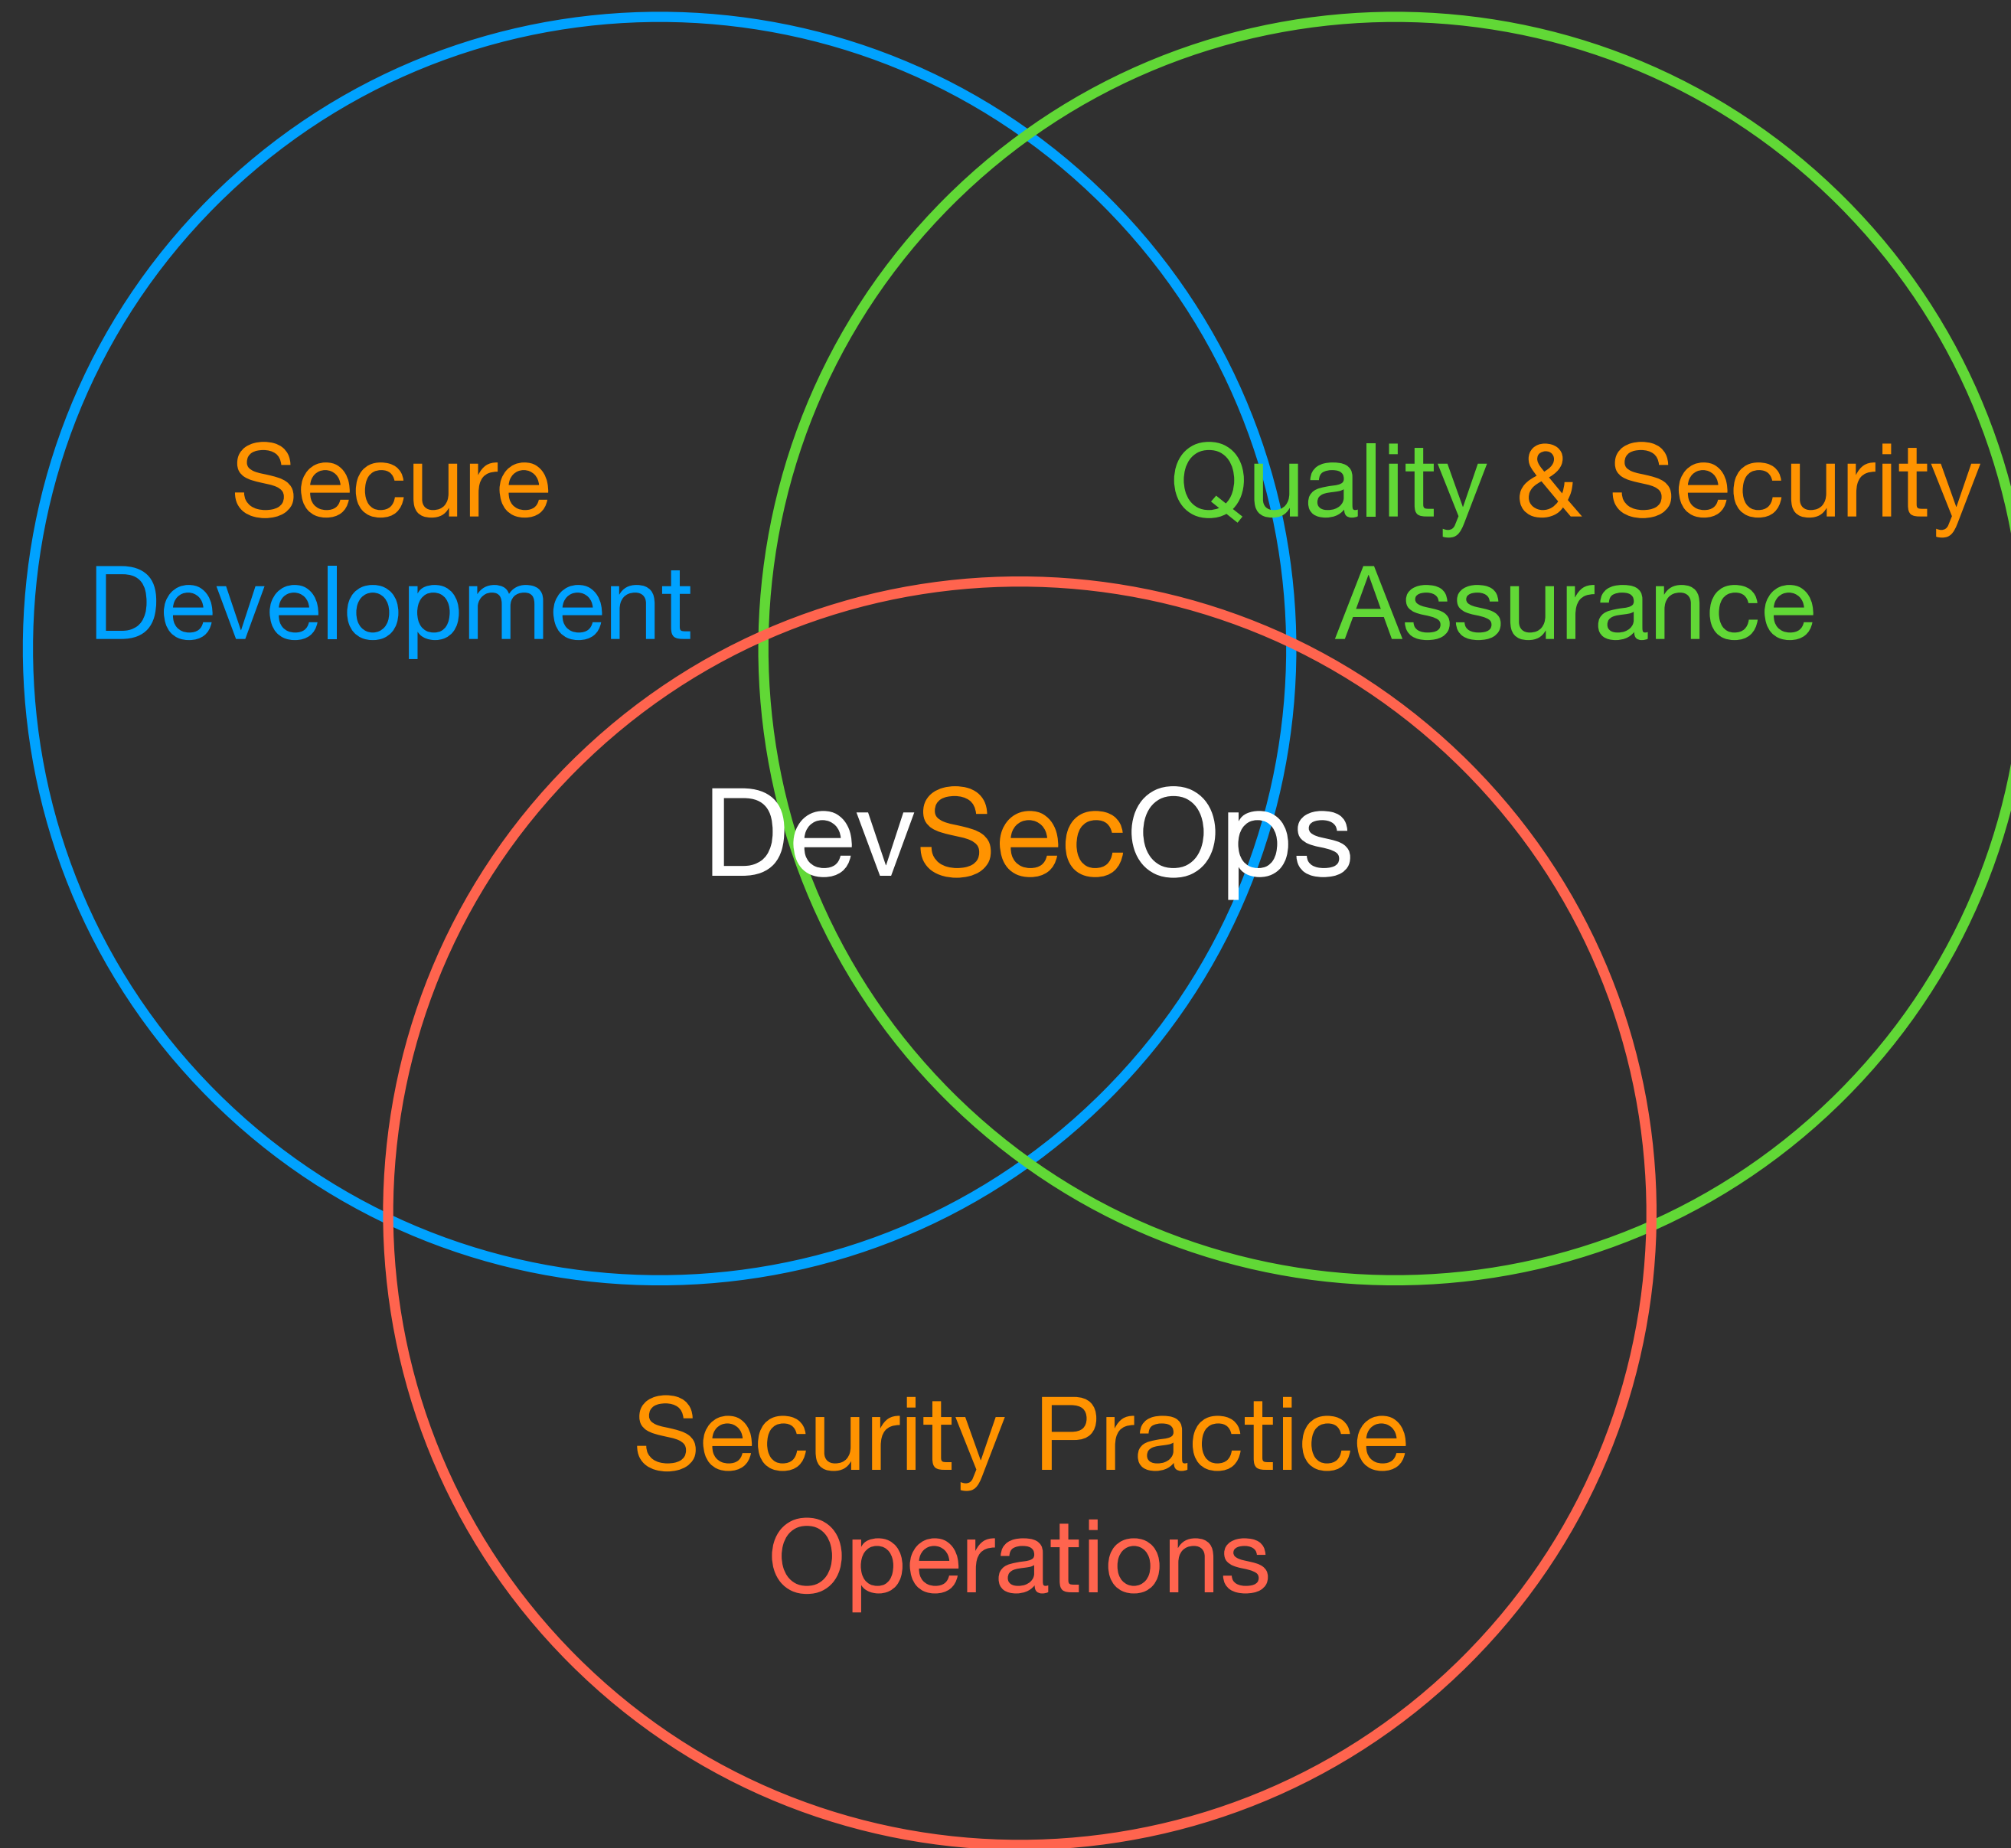 Secure
Development
Quality & Security
Assurance
DevSecOps
Security Practice
Operations